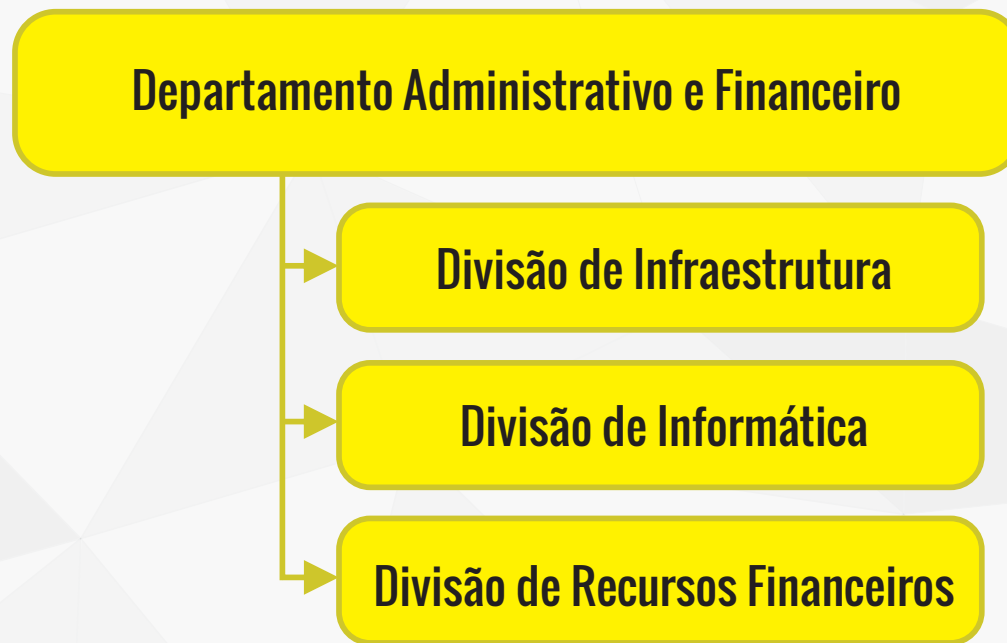 Departamento Administrativo e Financeiro
Divisão de Infraestrutura
Divisão de Informática
Divisão de Recursos Financeiros